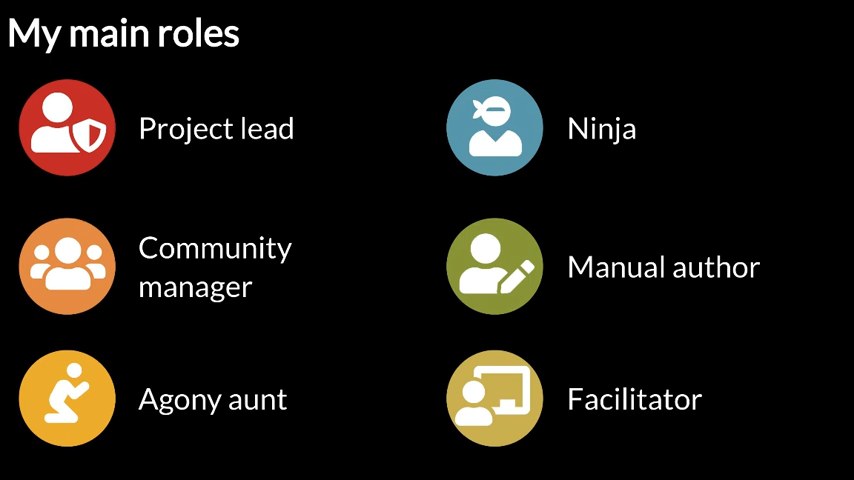 My main roles
Project lead
Ninja
Community
manager
Manual author
Agony aunt
Facilitator